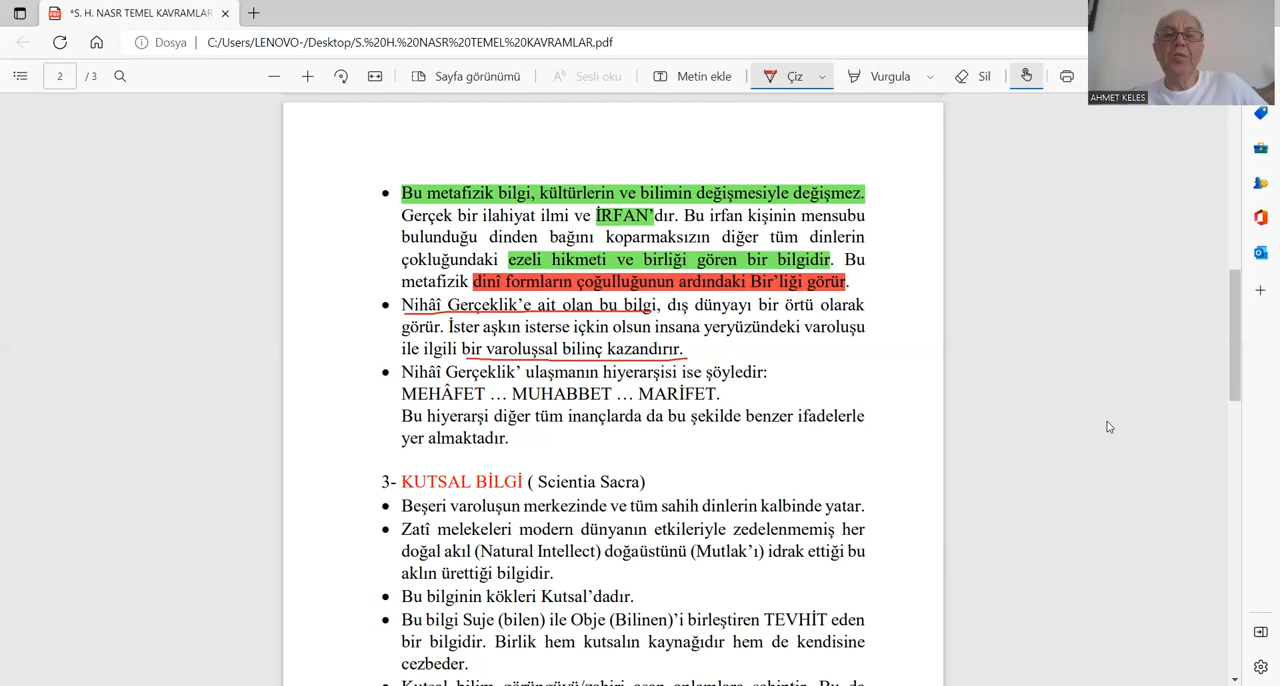 *S. H. NASR TEMEL KAVRAMLAR
Dosya
C:/Users/LENOVO-/Desktop/S.%20H.%20NASR%20TEMEL%20KAVRAMLAR.pdf
2 / 3
Sayfa görünümü
Sesli oku
Metin ekle
Çiz
Vurgula
Sil
AHMET KELES
• Bu metafizik bilgi, kültürlerin ve bilimin değişmesiyle değişmez.
Gerçek bir ilahiyat ilmi ve İRFAN’dır. Bu irfan kişinin mensubu
bulunduğu dinden bağını koparmaksızın diğer tüm dinlerin
çokluğundaki ezeli hikmeti ve birliği gören bir bilgidir. Bu
metafizik dinî formların çoğulluğunun ardındaki Bir’liği görür.
• Nihâî Gerçeklik’e ait olan bu bilgi, dış dünyayı bir örtü olarak
görür. İster aşkın isterse içkin olsun insana yeryüzündeki varoluşu
ile ilgili bir varoluşsal bilinç kazandırır.
• Nihâî Gerçeklik’ ulaşmanın hiyerarşisi ise şöyledir:
MEHÂFET … MUHABBET … MARİFET.
Bu hiyerarşi diğer tüm inançlarda da bu şekilde benzer ifadelerle
yer almaktadır.
3- KUTSAL BİLGİ ( Scientia Sacra)
• Beşeri varoluşun merkezinde ve tüm sahih dinlerin kalbinde yatar.
• Zatî melekeleri modern dünyanın etkileriyle zedelenmemiş her
doğal akıl (Natural Intellect) doğaüstünü (Mutlak’ı) idrak ettiği bu
aklın ürettiği bilgidir.
• Bu bilginin kökleri Kutsal’dadır.
• Bu bilgi Suje (bilen) ile Obje (Bilinen)’i birleştiren TEVHİT eden
bir bilgidir. Birlik hem kutsalın kaynağıdır hem de kendisine
cezbeder.
• Kutsal bilim görüngüyü/zahiri aşan anlamlara sahiptir. Bu da